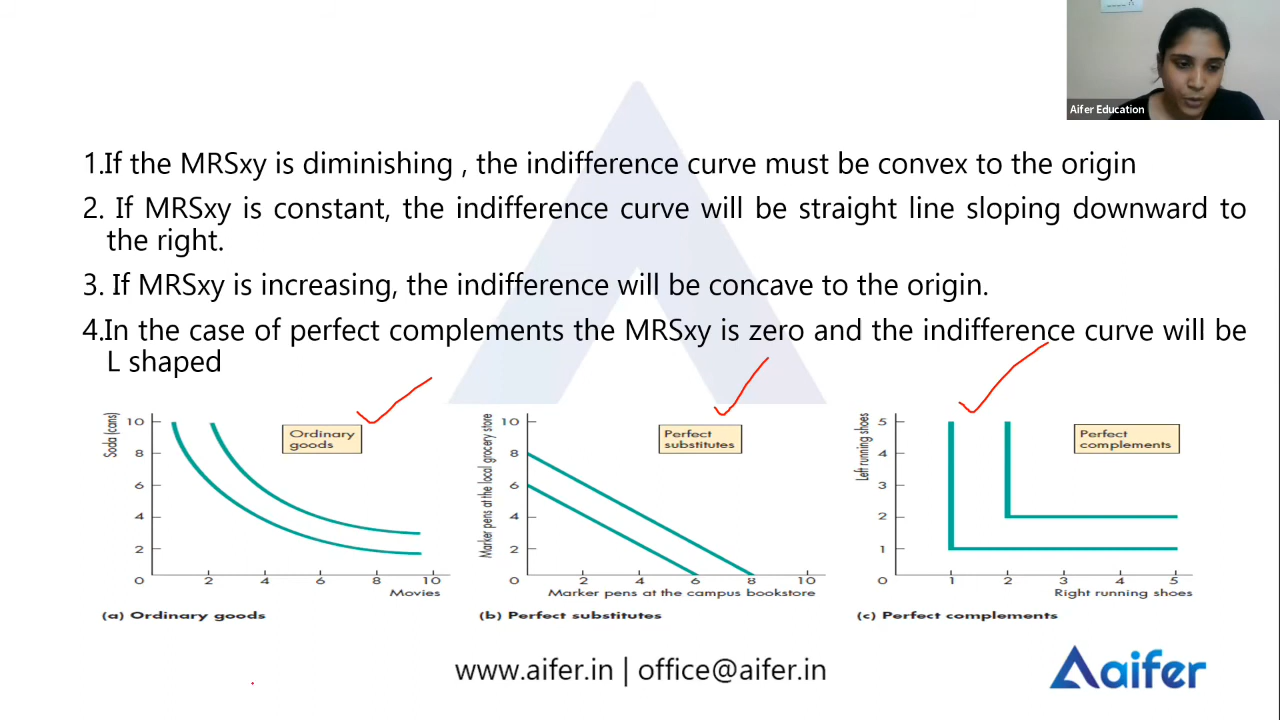 Aifer Education
1.If the MRSxy is diminishing , the indifference curve must be convex to the origin
2. If MRSxy is constant, the indifference curve will be straight line sloping downward to
the right.
3. If MRSxy is increasing, the indifference will be concave to the origin.
4.In the case of perfect complements the MRSxy is zero and the indifference curve will be
L shaped
Soda (cans)
10
8
6
4
2
0
2
4
6
8
10
Movies
Ordinary
goods
(a) Ordinary goods
Marker pens at the local grocery store
10
8
6
4
2
0
2
4
6
8
10
Marker pens at the campus bookstore
Perfect
substitutes
(b) Perfect substitutes
Left running shoes
5
4
3
2
1
0
1
2
3
4
5
Right running shoes
Perfect
complements
(c) Perfect complements
www.aifer.in | office@aifer.in
aifer